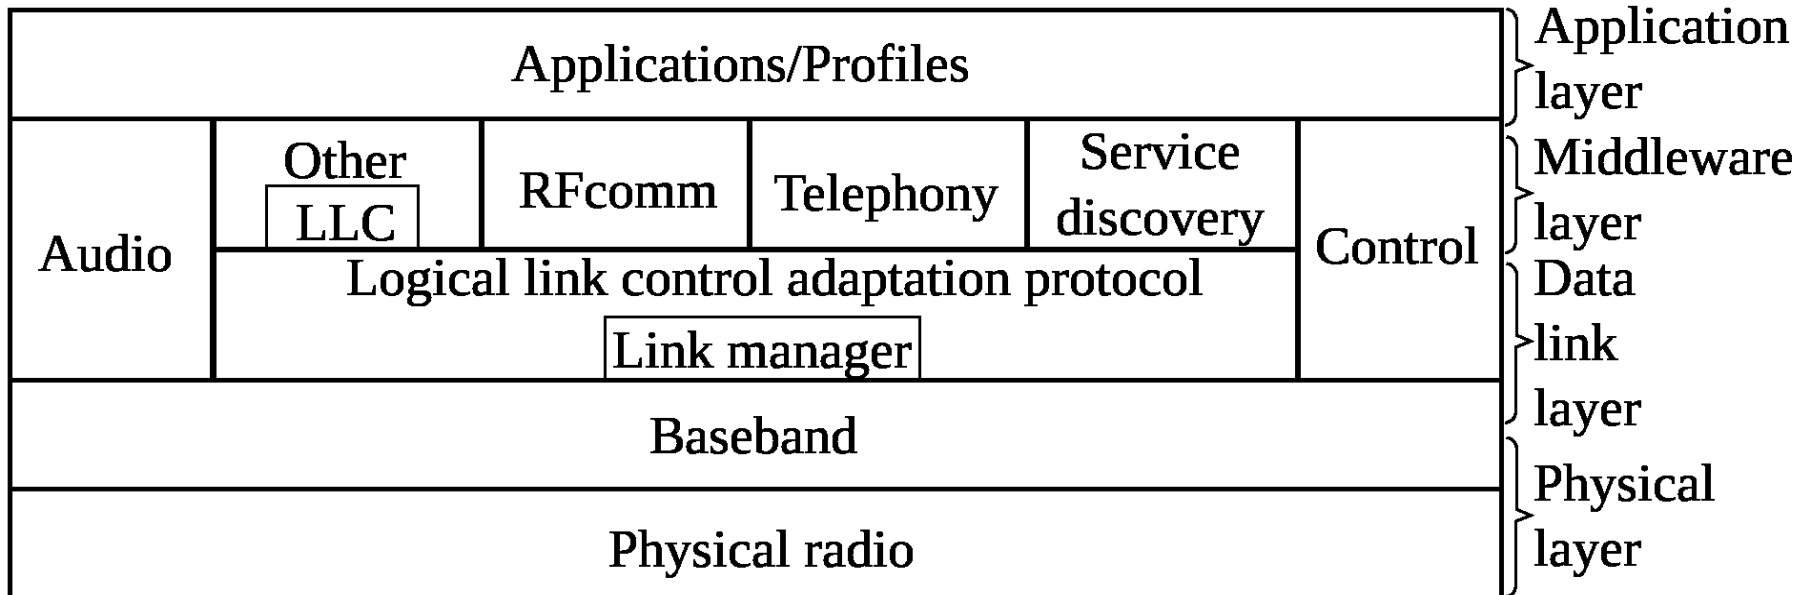 Applications/Profiles
Application
layer
Audio
Other
LLC
RFcomm
Telephony
Service
discovery
Control
Middleware
layer
Logical link control adaptation protocol
Link manager
Data
link
layer
Baseband
Physical radio
Physical
layer